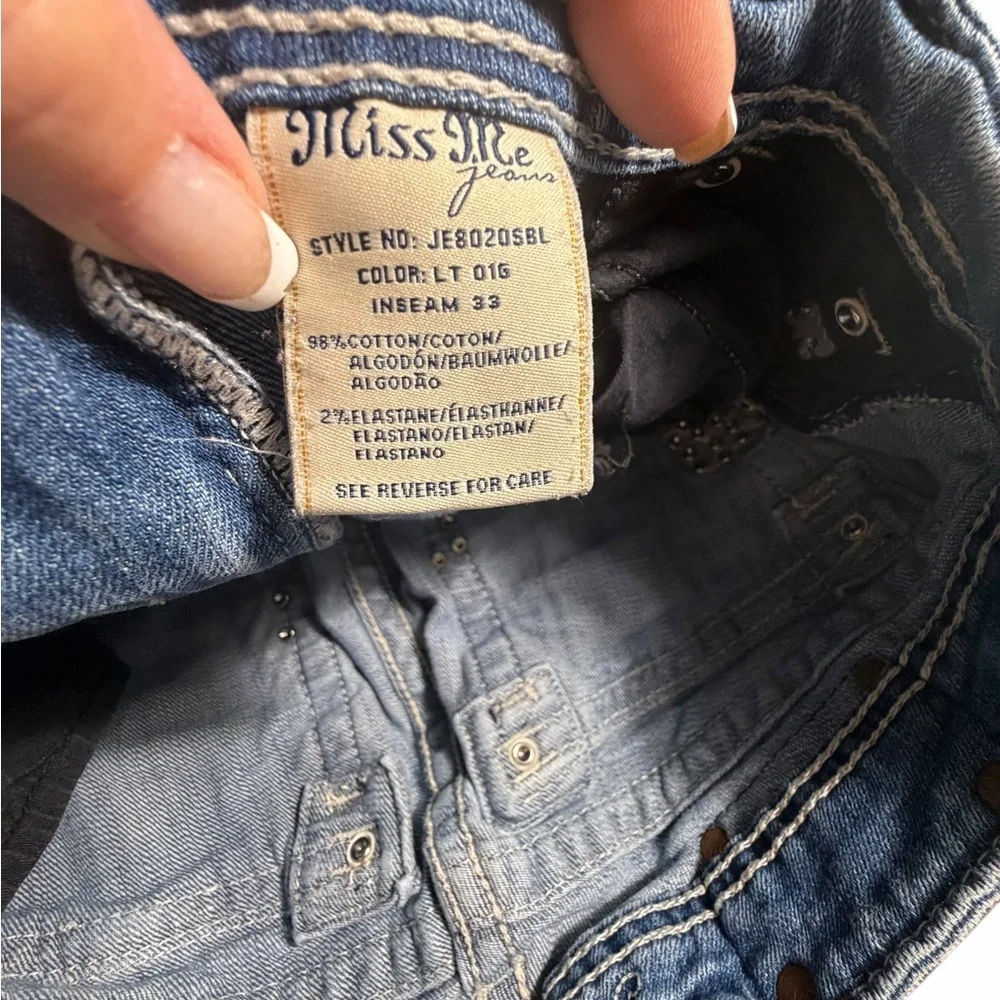 Miss Me
jeans
STYLE NO: JE8020SBL
COLOR: LT 01G
INSEAM 33
98%COTTON/COTON/
ALGODÓN/BAUMWOLLE/
ALGODÃO
2%ELASTANE/ÉLASTHANNE/
ELASTANO/ELASTAN/
ELASTANO
SEE REVERSE FOR CARE